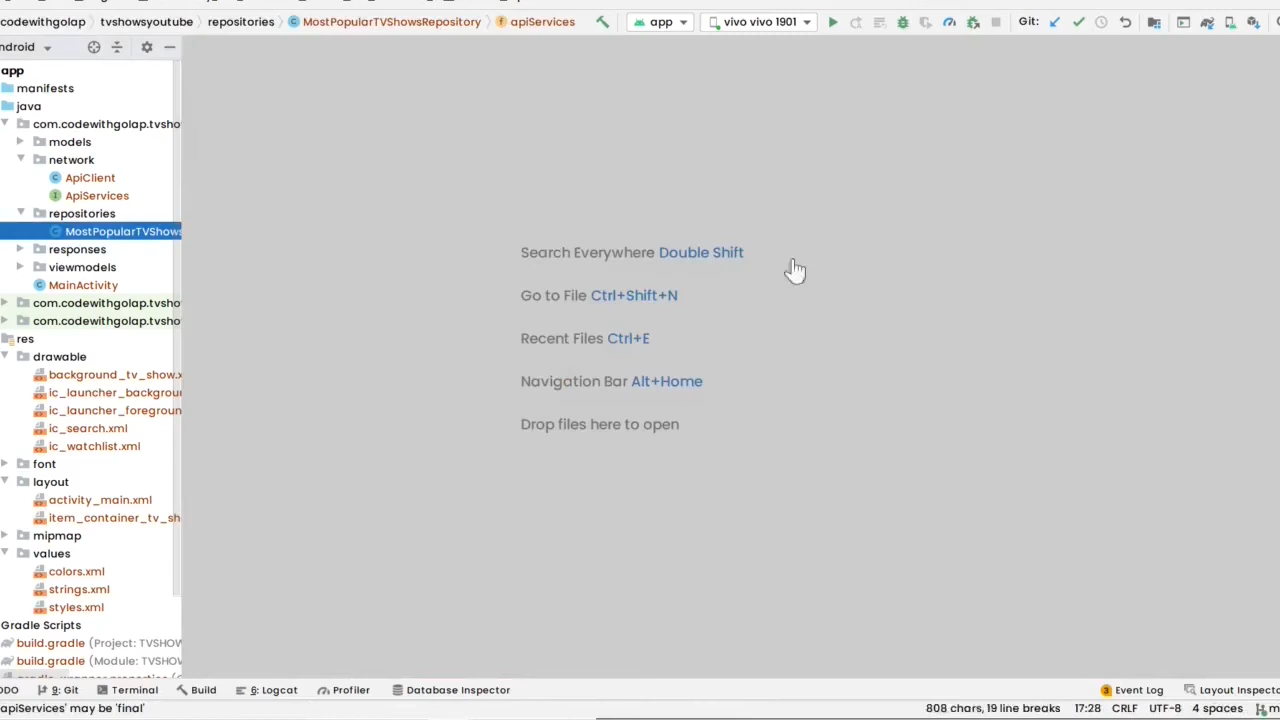 codewithgolap tvshowsyoutube repositories MostPopularTVShowsRepository apiServices app vivo vivo 1901 Git:
ndroid
app
manifests
java
com.codewithgolap.tvsho
models
network
ApiClient
ApiServices
repositories
MostPopularTVShows
responses
viewmodels
MainActivity
com.codewithgolap.tvsho
com.codewithgolap.tvsho
res
drawable
background_tv_show.x
ic_launcher_backgrou
ic_launcher_foregroun
ic_search.xml
ic_watchlist.xml
font
layout
activity_main.xml
item_container_tv_sh
mipmap
values
colors.xml
strings.xml
styles.xml
Gradle Scripts
build.gradle (Project: TVSHOW
build.gradle (Module: TVSHOW
Search Everywhere Double Shift
Go to File Ctrl+Shift+N
Recent Files Ctrl+E
Navigation Bar Alt+Home
Drop files here to open
ODO 9: Git Terminal Build 6: Logcat Profiler Database Inspector 3 Event Log Layout Inspecto
apiServices' may be 'final' 808 chars, 19 line breaks 17:28 CRLF UTF-8 4 spaces m